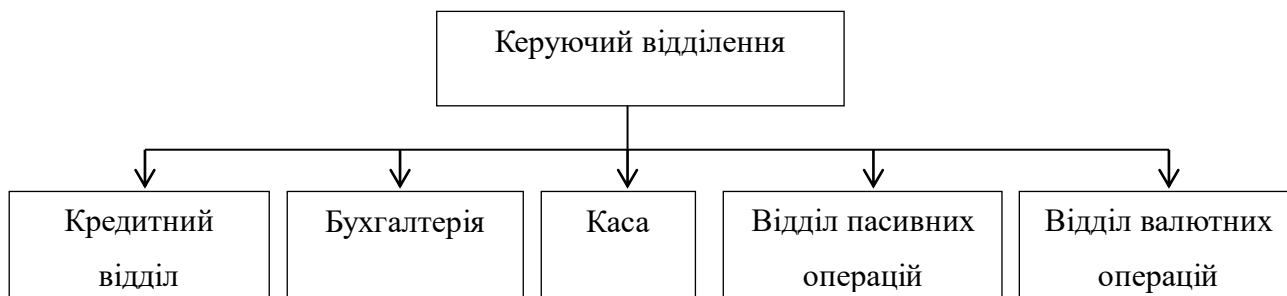 Керуючий відділення
Кредитний
відділ
Бухгалтерія
Каса
Відділ пасивних
операцій
Відділ валютних
операцій